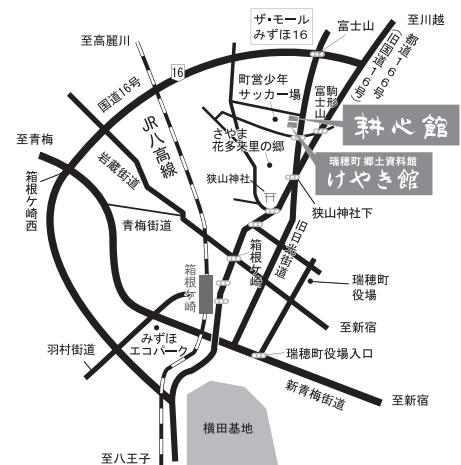 ザ・モール
みずほ16
富士山
至川越
至高麗川
16
国道16号
都道166号
(旧国道16号)
町営少年
サッカー場
駒形
富士山
耕心館
至青梅
JR八高線
さやま
花多来里の郷
瑞穂町 郷土資料館
けやき館
岩蔵街道
狭山神社
箱根ケ崎西
狭山神社下
青梅街道
旧日光街道
箱根ケ崎
箱根ケ崎
瑞穂町
役場
至新宿
みずほ
エコパーク
羽村街道
瑞穂町役場入口
新青梅街道
至新宿
横田基地
至八王子